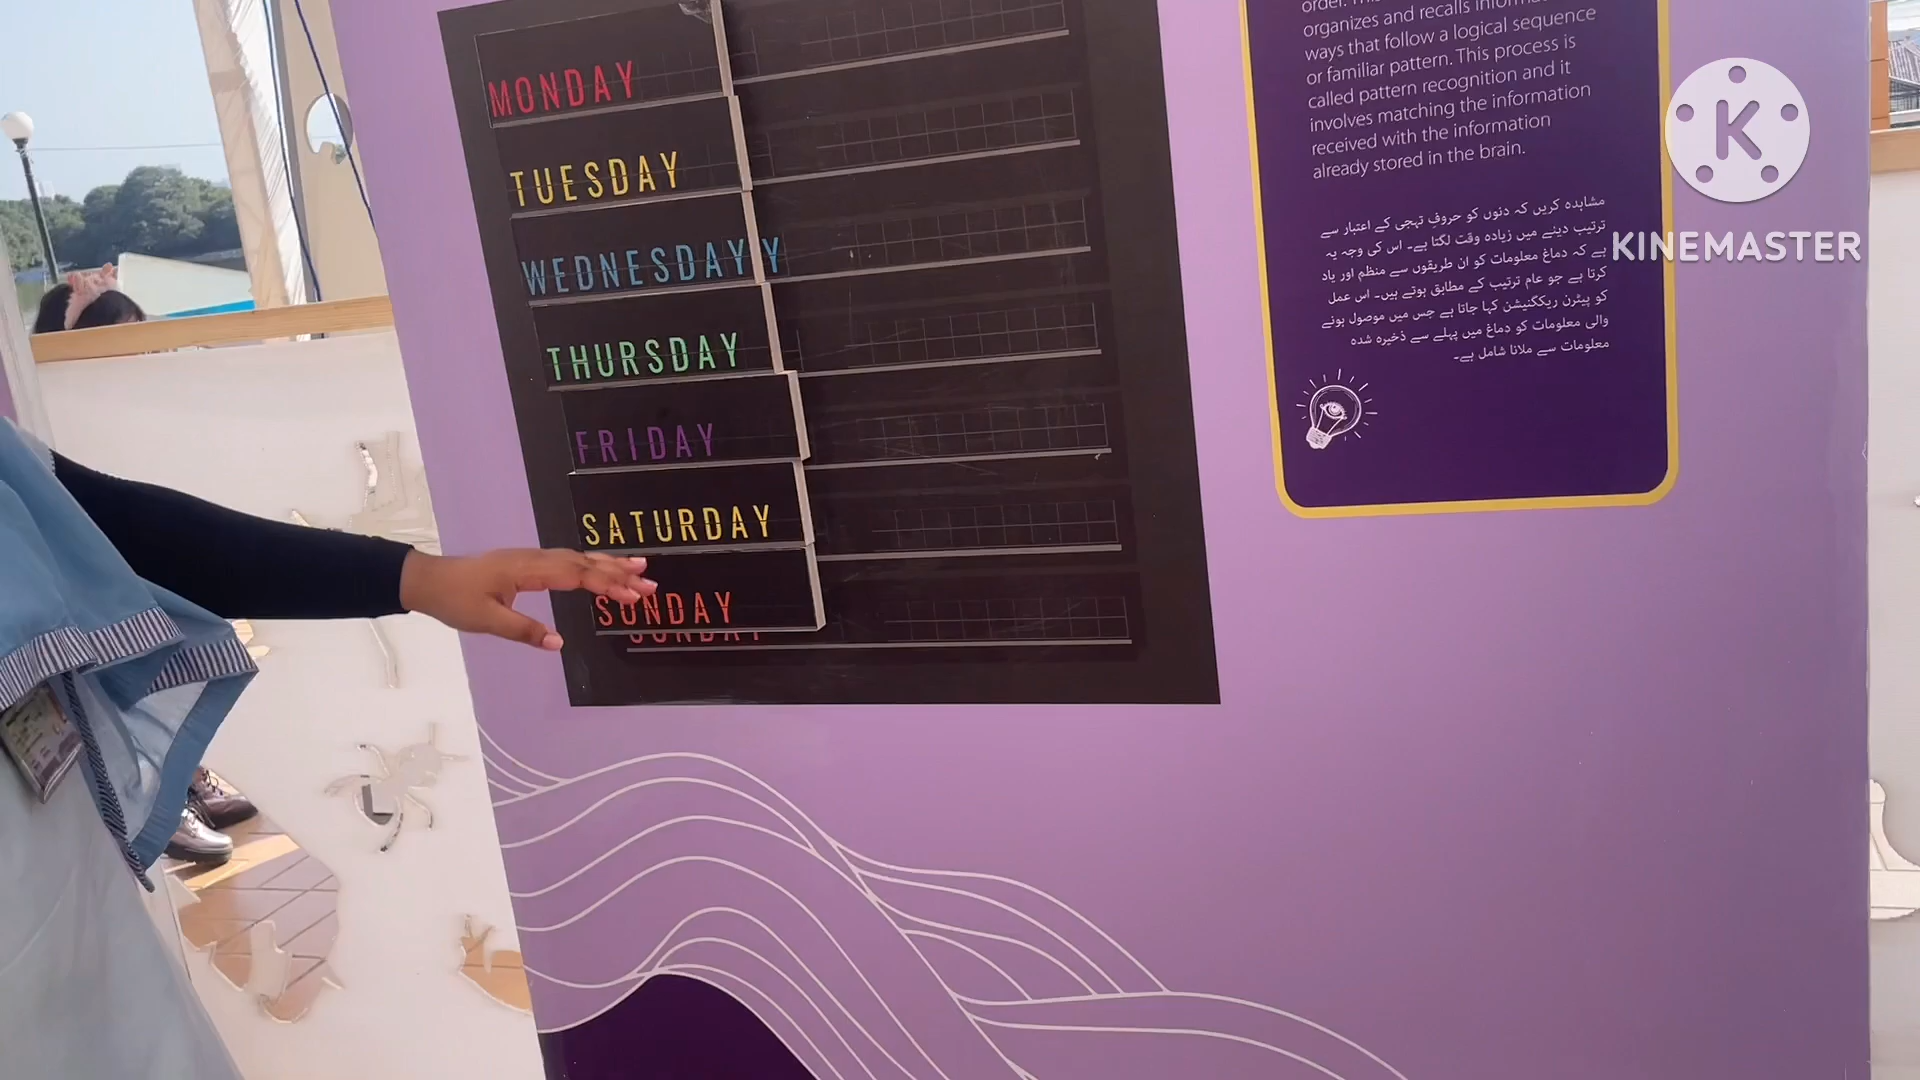 MONDAY
TUESDAY
WEDNESDAY Y
THURSDAY
FRIDAY
SATURDAY
SUNDAY
SUNDAY
order.
organizes and recalls
ways that follow a logical sequence
or familiar pattern. This process is
called pattern recognition and it
involves matching the information
received with the information
already stored in the brain.
مشاہدہ کریں کہ دنوں کو حروفِ تہجی کے اعتبار سے
ترتیب دینے میں زیادہ وقت لگتا ہے۔ اس کی وجہ یہ
ہے کہ دماغ معلومات کو ان طریقوں سے منظم اور یاد
کرتا ہے جو عام ترتیب کے مطابق ہوتے ہیں۔ اس عمل
کو پیٹرن ریکگنیشن کہا جاتا ہے جس میں موصول ہونے
والی معلومات کو دماغ میں پہلے سے ذخیرہ شدہ
معلومات سے ملانا شامل ہے۔
K
KINEMASTER